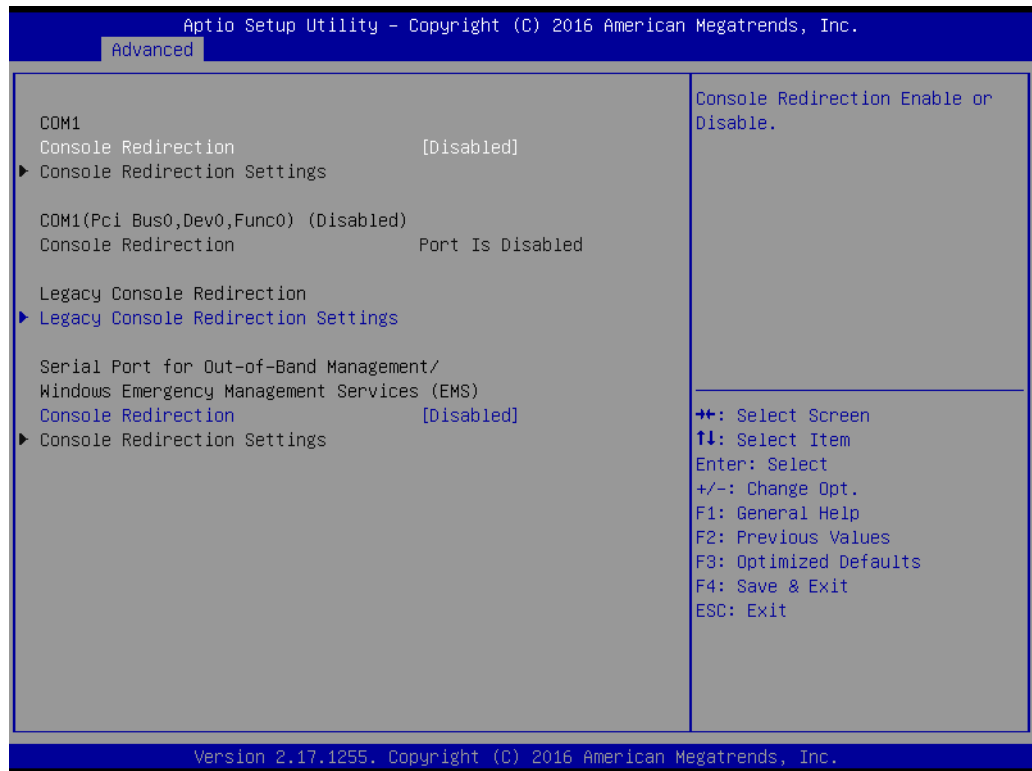 Aptio Setup Utility – Copyright (C) 2016 American Megatrends, Inc.
Advanced
COM1
Console Redirection [Disabled]
▶ Console Redirection Settings
COM1(Pci Bus0,Dev0,Func0) (Disabled)
Console Redirection Port Is Disabled
Legacy Console Redirection
▶ Legacy Console Redirection Settings
Serial Port for Out-of-Band Management/
Windows Emergency Management Services (EMS)
Console Redirection [Disabled]
▶ Console Redirection Settings
Console Redirection Enable or
Disable.
→←: Select Screen
↑↓: Select Item
Enter: Select
+/-: Change Opt.
F1: General Help
F2: Previous Values
F3: Optimized Defaults
F4: Save & Exit
ESC: Exit
Version 2.17.1255. Copyright (C) 2016 American Megatrends, Inc.